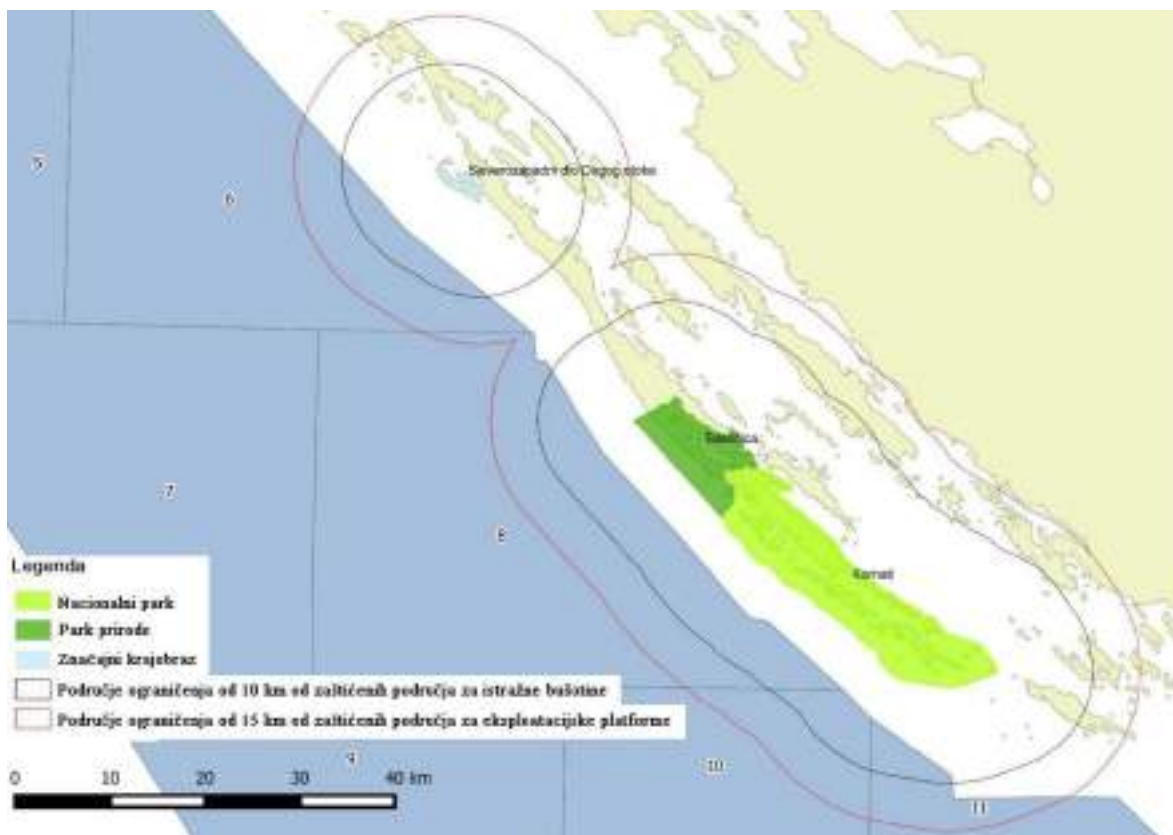 5
6
Sjeverozapadni dio Dugog otoka
Telašćica
7
8
Kornati
Legenda
Nacionalni park
Park prirode
Značajni krajobraz
Područje ograničenja od 10 km od zaštićenih područja za istražne bušotine
Područje ograničenja od 15 km od zaštićenih područja za eksploatacijske platforme
9
10
11
0 10 20 30 40 km